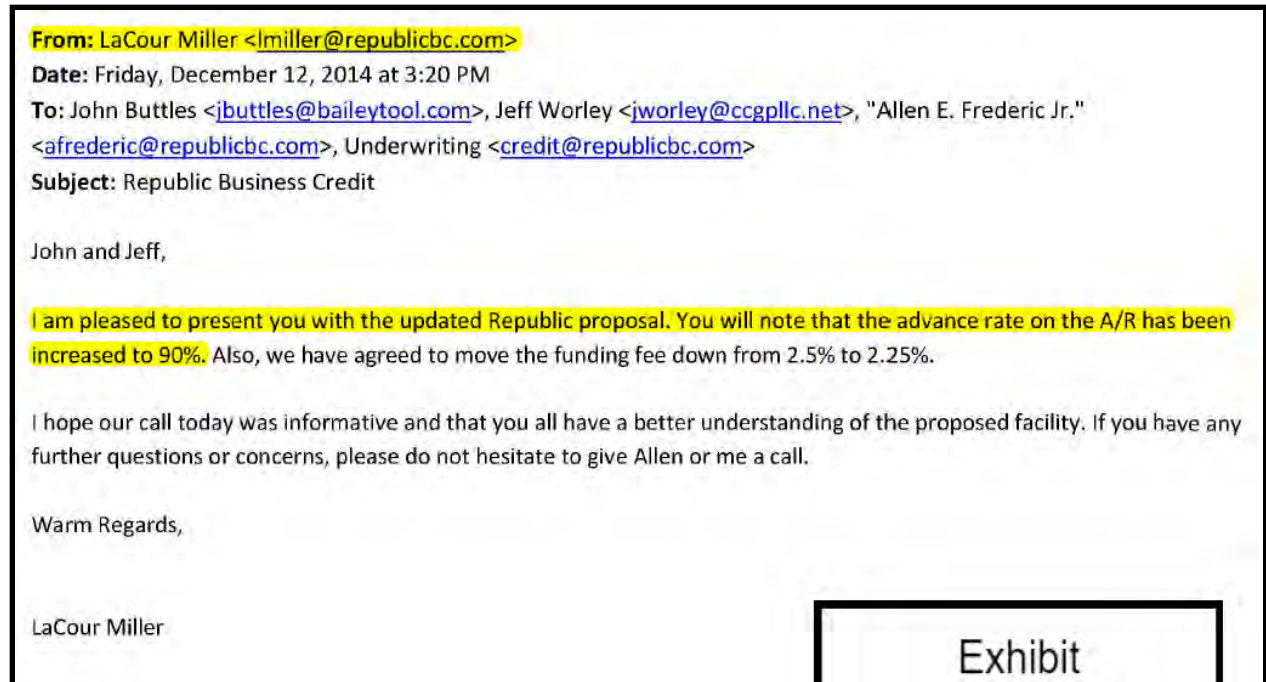 From: LaCour Miller <lmiller@republicbc.com>
Date: Friday, December 12, 2014 at 3:20 PM
To: John Buttles <jbuttles@baileytool.com>, Jeff Worley <jworley@ccgpllc.net>, "Allen E. Frederic Jr."
<afrederic@republicbc.com>, Underwriting <credit@republicbc.com>
Subject: Republic Business Credit
John and Jeff,
I am pleased to present you with the updated Republic proposal. You will note that the advance rate on the A/R has been
increased to 90%. Also, we have agreed to move the funding fee down from 2.5% to 2.25%.
I hope our call today was informative and that you all have a better understanding of the proposed facility. If you have any
further questions or concerns, please do not hesitate to give Allen or me a call.
Warm Regards,
LaCour Miller
Exhibit